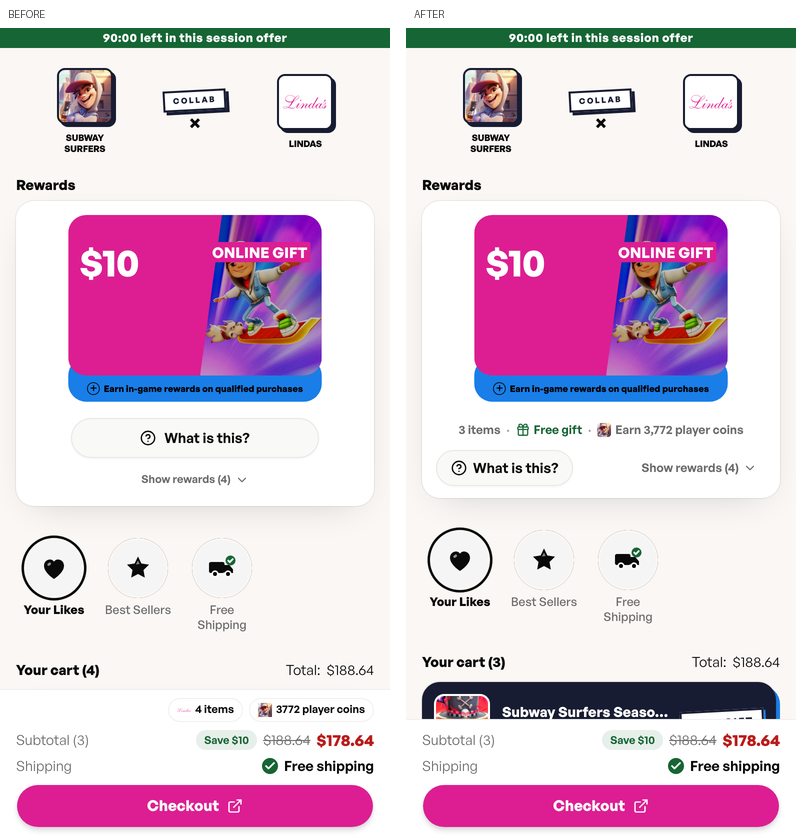 BEFORE
90:00 left in this session offer
SUBWAY
SURFERS
COLLAB
Linda's
LINDAS
Rewards
$10
ONLINE GIFT
Earn in-game rewards on qualified purchases
What is this?
Show rewards (4)
Your Likes
Best Sellers
Free
Shipping
Your cart (4)
Total: $188.64
Linda's
4 items
3772 player coins
Subtotal (3)
Save $10
$188.64
$178.64
Shipping
Free shipping
Checkout
AFTER
90:00 left in this session offer
SUBWAY
SURFERS
COLLAB
Linda's
LINDAS
Rewards
$10
ONLINE GIFT
Earn in-game rewards on qualified purchases
3 items · Free gift · Earn 3,772 player coins
What is this?
Show rewards (4)
Your Likes
Best Sellers
Free
Shipping
Your cart (3)
Total: $188.64
Subway Surfers Seaso...
Subtotal (3)
Save $10
$188.64
$178.64
Shipping
Free shipping
Checkout